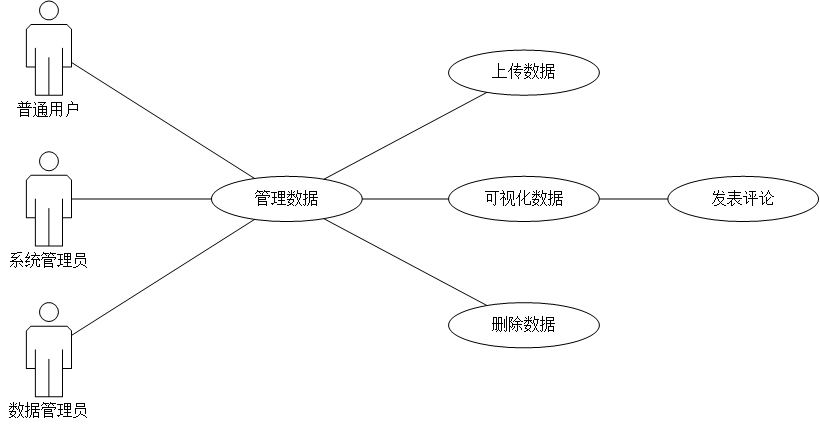 普通用户
上传数据
管理数据
可视化数据
发表评论
系统管理员
删除数据
数据管理员